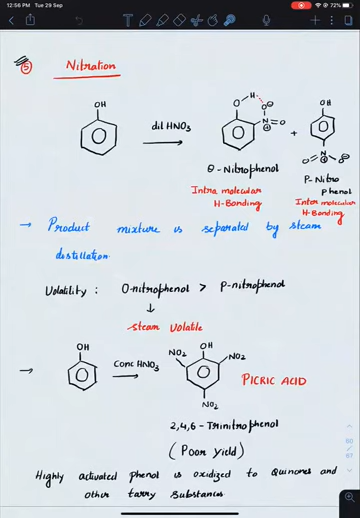 12:56 PM Tue 29 Sep
72%
5 Nitration
OH
dil HNO3
O H O⊖
N ⊕ = O
+
OH
N ⊕
O O⊖
O-Nitrophenol
Intra molecular
H-Bonding
P-Nitro
phenol
Inter molecular
H-Bonding
→ Product mixture is separated by steam
distillation.
Volatility : O-nitrophenol > P-nitrophenol
↓
steam volatile
→ OH
Conc HNO3
OH
NO2 NO2
NO2
PICRIC ACID
2,4,6-Trinitrophenol
(Poor yield)
Highly activated phenol is oxidized to Quinones and
other tarry substances
60
/
67